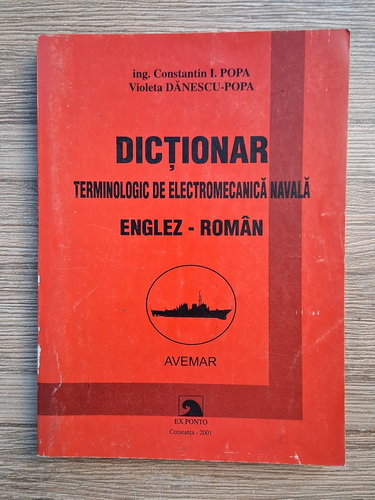 ing. Constantin I. POPA
Violeta DĂNESCU-POPA
DICȚIONAR
TERMINOLOGIC DE ELECTROMECANICĂ NAVALĂ
ENGLEZ - ROMÂN
AVEMAR
EX PONTO
Constanța - 2001